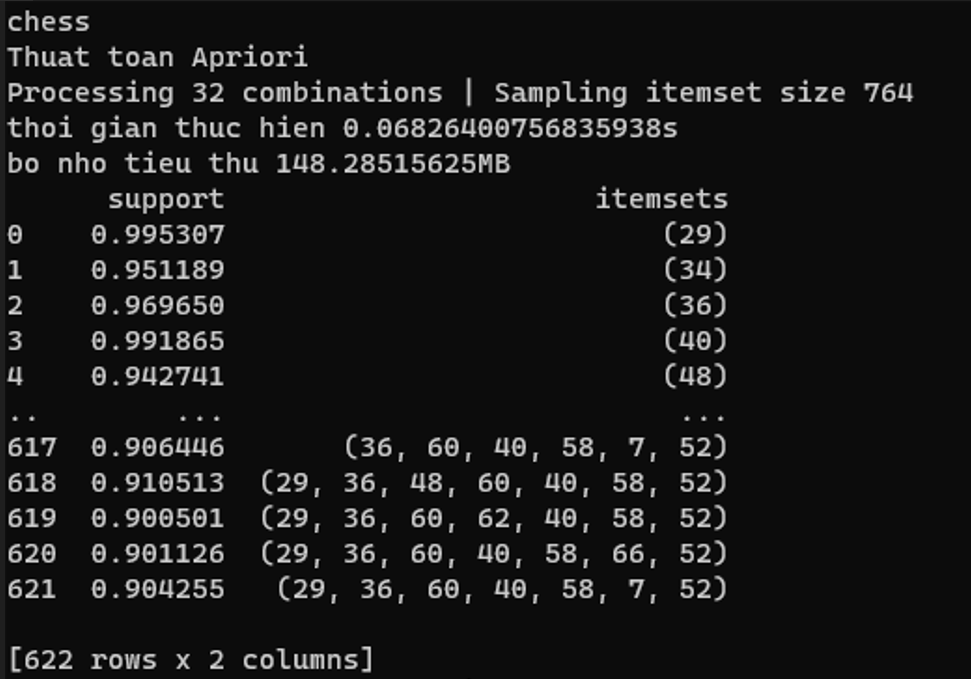 chess
Thuat toan Apriori
Processing 32 combinations | Sampling itemset size 764
thoi gian thuc hien 0.06826400756835938s
bo nho tieu thu 148.28515625MB
support itemsets
0 0.995307 (29)
1 0.951189 (34)
2 0.969650 (36)
3 0.991865 (40)
4 0.942741 (48)
.. ... ...
617 0.906446 (36, 60, 40, 58, 7, 52)
618 0.910513 (29, 36, 48, 60, 40, 58, 52)
619 0.900501 (29, 36, 60, 62, 40, 58, 52)
620 0.901126 (29, 36, 60, 40, 58, 66, 52)
621 0.904255 (29, 36, 60, 40, 58, 7, 52)
[622 rows x 2 columns]